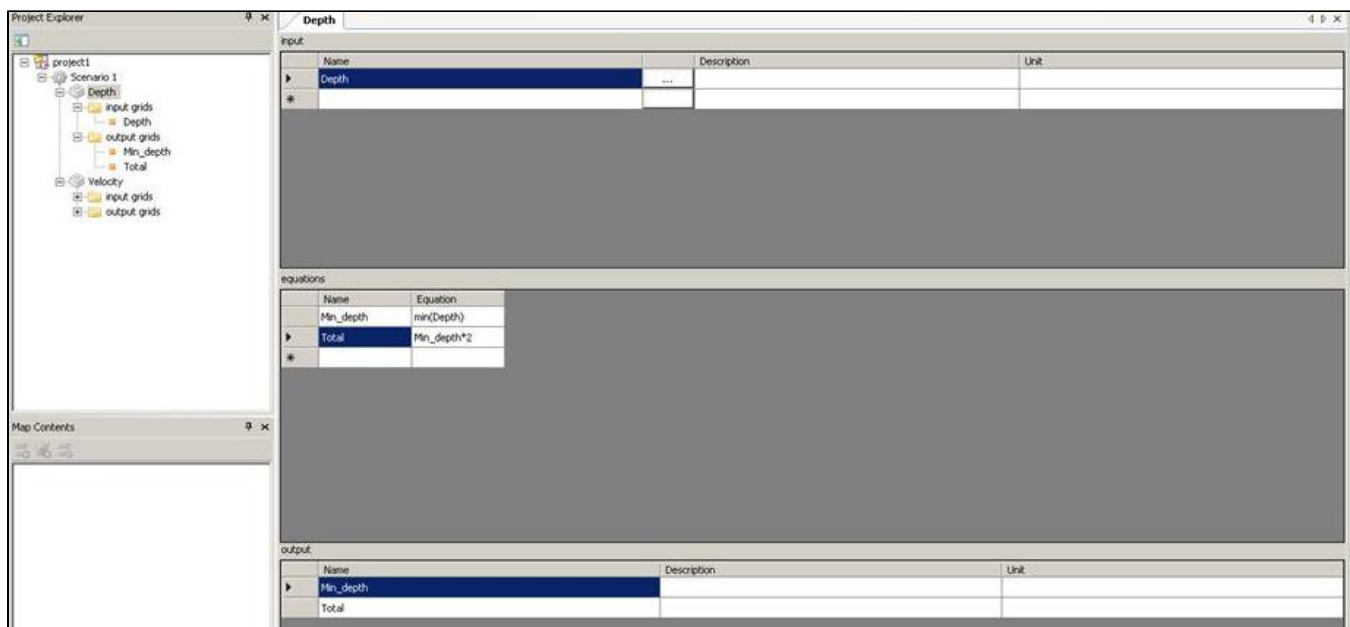 Project Explorer
project1
Scenario 1
Depth
input grids
Depth
output grids
Min_depth
Total
Velocity
input grids
output grids
Map Contents
Depth
input
Name Description Unit
Depth ...
equations
Name Equation
Min_depth min(Depth)
Total Min_depth*2
output
Name Description Unit
Min_depth
Total